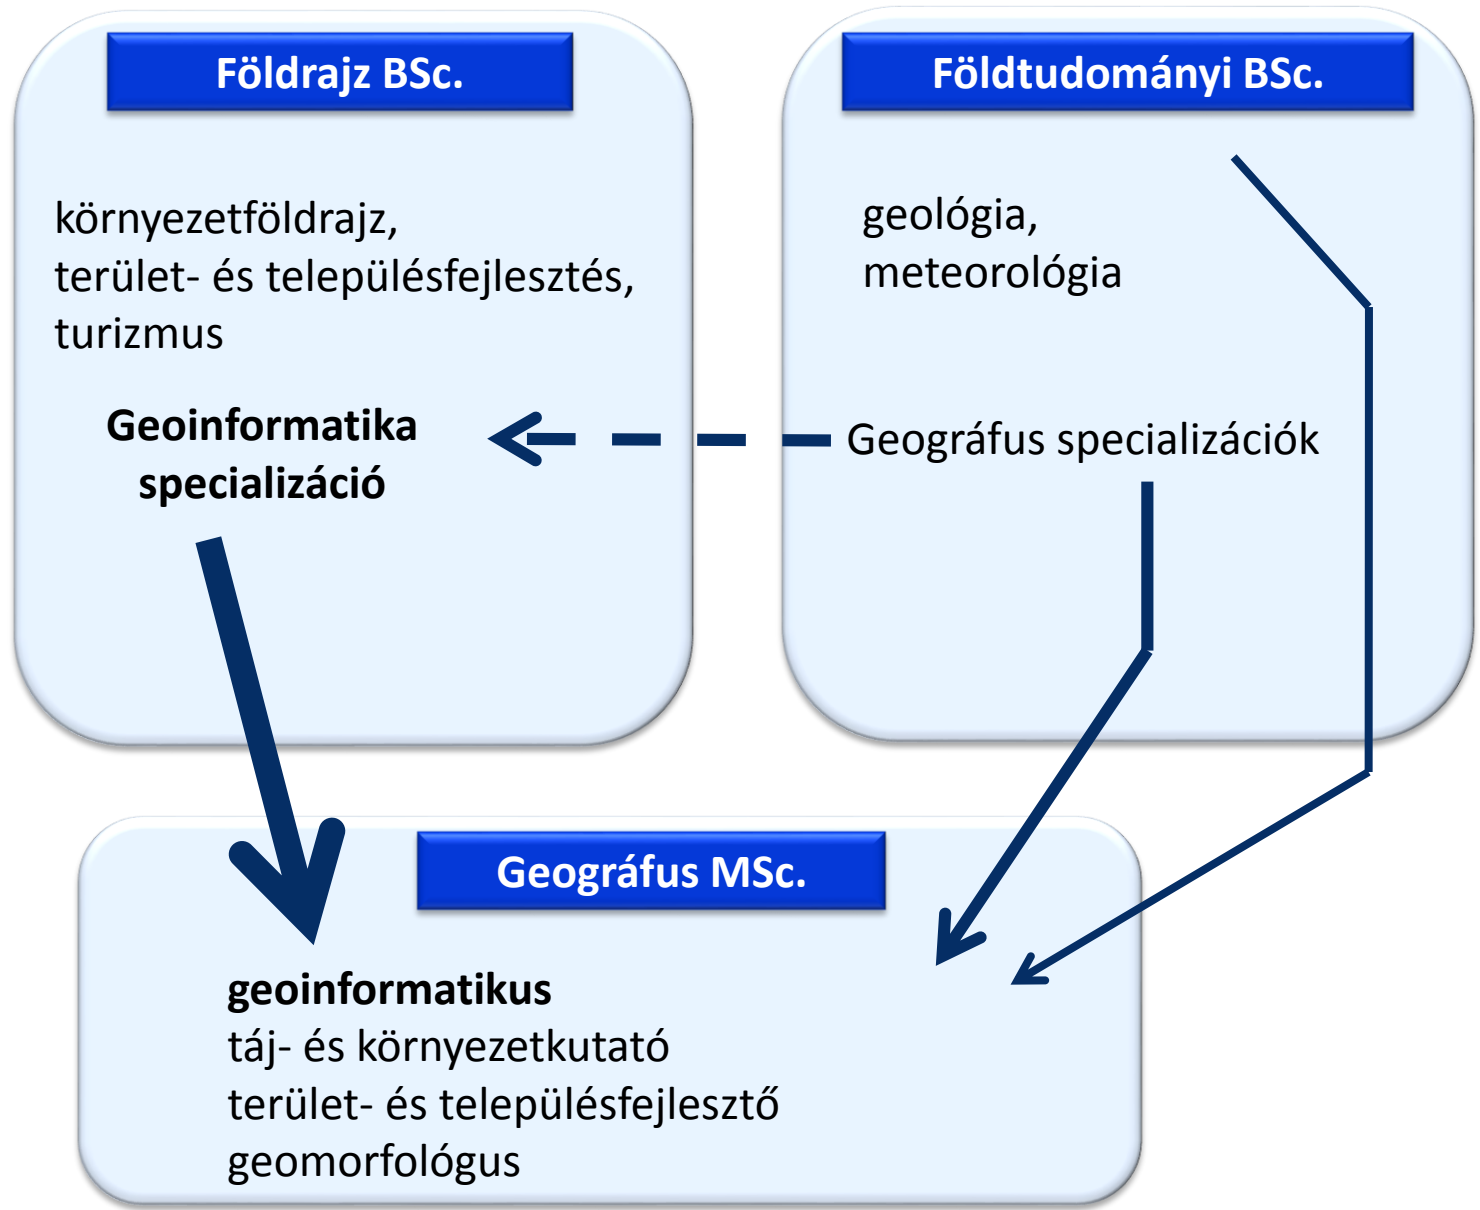 Földrajz BSc.
környezetföldrajz,
terület- és településfejlesztés,
turizmus
Geoinformatika
specializáció
Földtudományi BSc.
geológia,
meteorológia
Geográfus specializációk
Geográfus MSc.
geoinformatikus
táj- és környezetkutató
terület- és településfejlesztő
geomorfológus